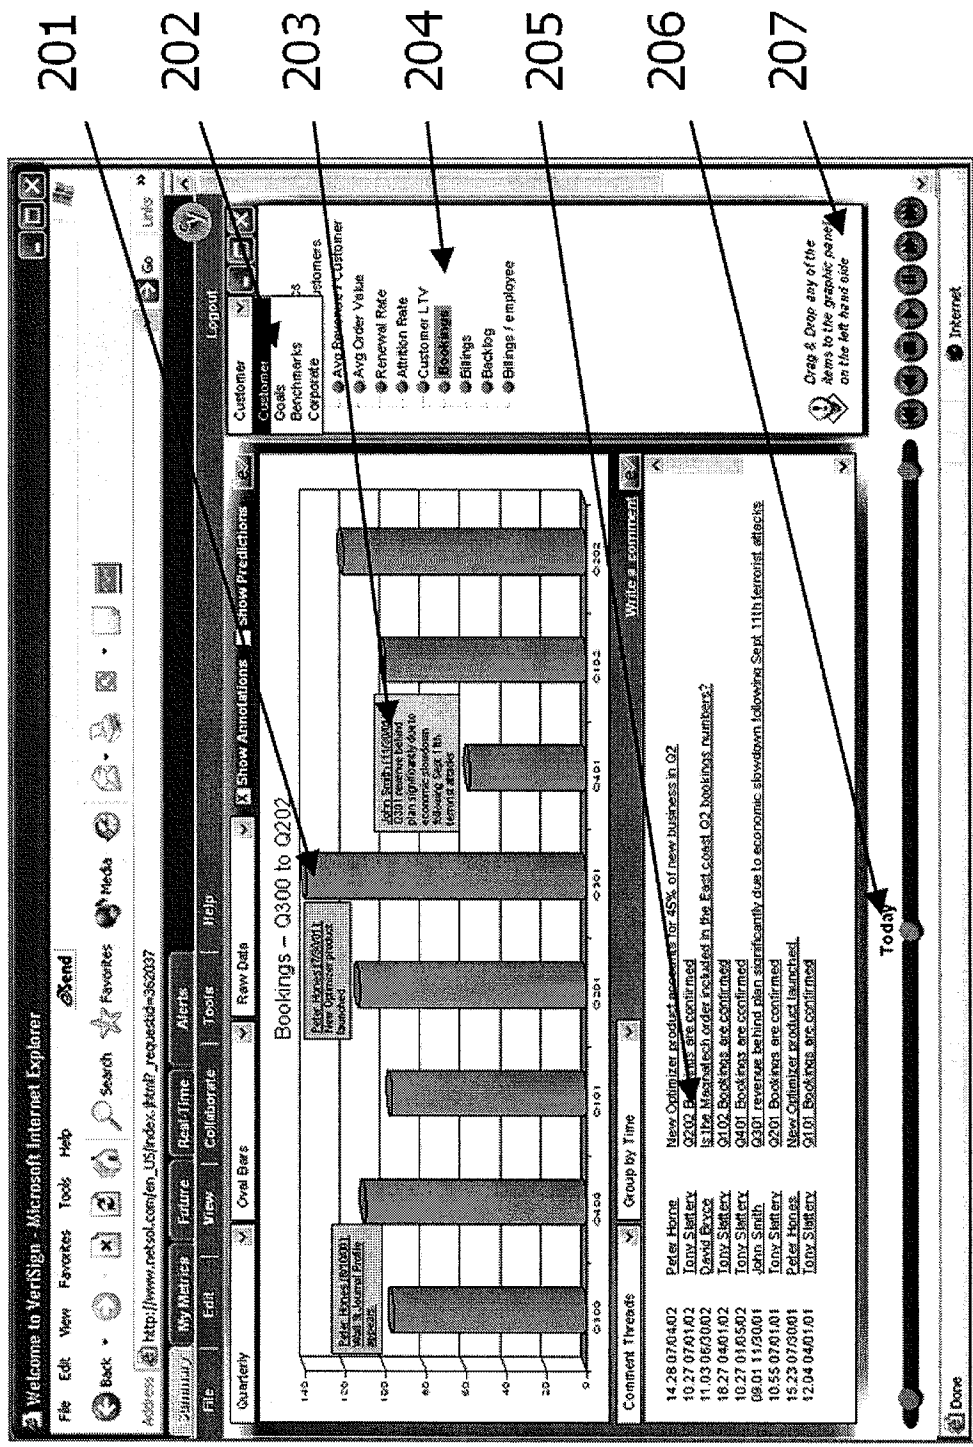 201
202
203
204
205
206
207
Welcome to VeriSign - Microsoft Internet Explorer
File Edit View Favorites Tools Help
Send
Back
Search Favorites Media
Address http://www.netsol.com/en_US/index.jhtml?_requestid=362037
Go Links »
Summary My Metrics Future Real-Time Alerts
File Edit View Collaborate Tools Help Logout
Quarterly
Oval Bars
Raw Data
X Show Annotations
Show Predictions
Bookings – Q300 to Q202
140
120
100
80
60
40
20
0
Q300 Q400 Q101 Q201 Q301 Q401 Q102 Q202
Peter Hones
Wall St Journal Profile
appears.
Peter Hones
New Optimizer product
launched
John Smith
Q301 revenue behind
plan significantly due to
economic slowdown
following Sept 11th
terrorist attacks
Customer
Customer
Goals
Benchmarks
Corporate
Customer
Avg Order Value
Renewal Rate
Attrition Rate
Customer LTV
Bookings
Billings
Backlog
Billings / employee
Drag & Drop any of the
items to the graphic panel
on the left hand side
Comment Threads
Group by Time
Write a comment
14.28 07/04/02 Peter Horne New Optimizer product accounts for 45% of new business in Q2
10.27 07/01/02 Tony Slattery Q202 Bookings are confirmed
11.03 06/30/02 David Bryce Is the Magnatech order included in the East coast Q2 bookings numbers?
18.27 04/01/02 Tony Slattery Q102 Bookings are confirmed
10.27 01/05/02 Tony Slattery Q401 Bookings are confirmed
09.01 11/30/01 John Smith Q301 revenue behind plan significantly due to economic slowdown following Sept 11th terrorist attacks
10.55 07/01/01 Tony Slattery Q201 Bookings are confirmed
15.23 07/30/01 Peter Hones New Optimizer product launched.
12.04 04/01/01 Tony Slattery Q101 Bookings are confirmed
Today
Done
Internet